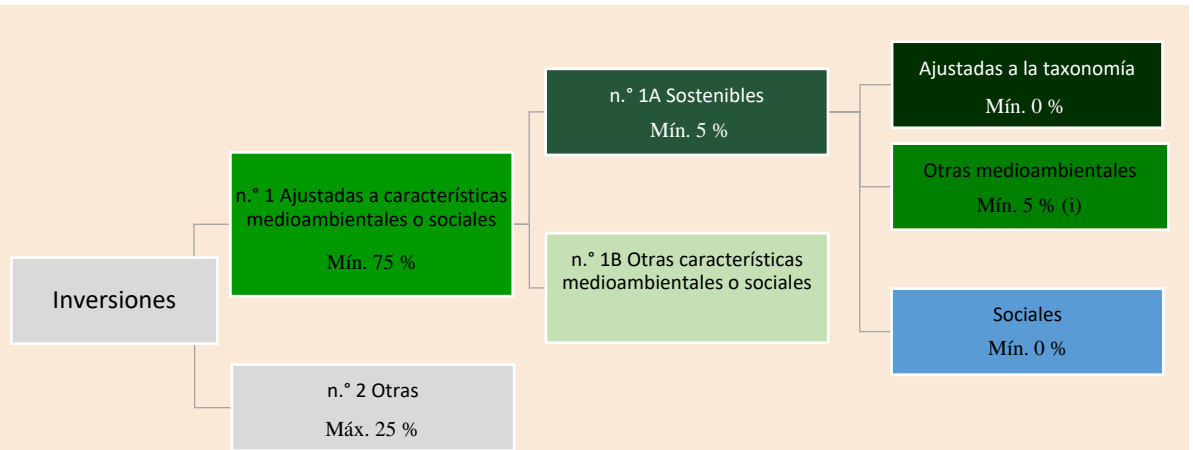 Inversiones
n.° 1 Ajustadas a características
medioambientales o sociales
Mín. 75 %
n.° 2 Otras
Máx. 25 %
n.° 1A Sostenibles
Mín. 5 %
n.° 1B Otras características
medioambientales o sociales
Ajustadas a la taxonomía
Mín. 0 %
Otras medioambientales
Mín. 5 % (i)
Sociales
Mín. 0 %